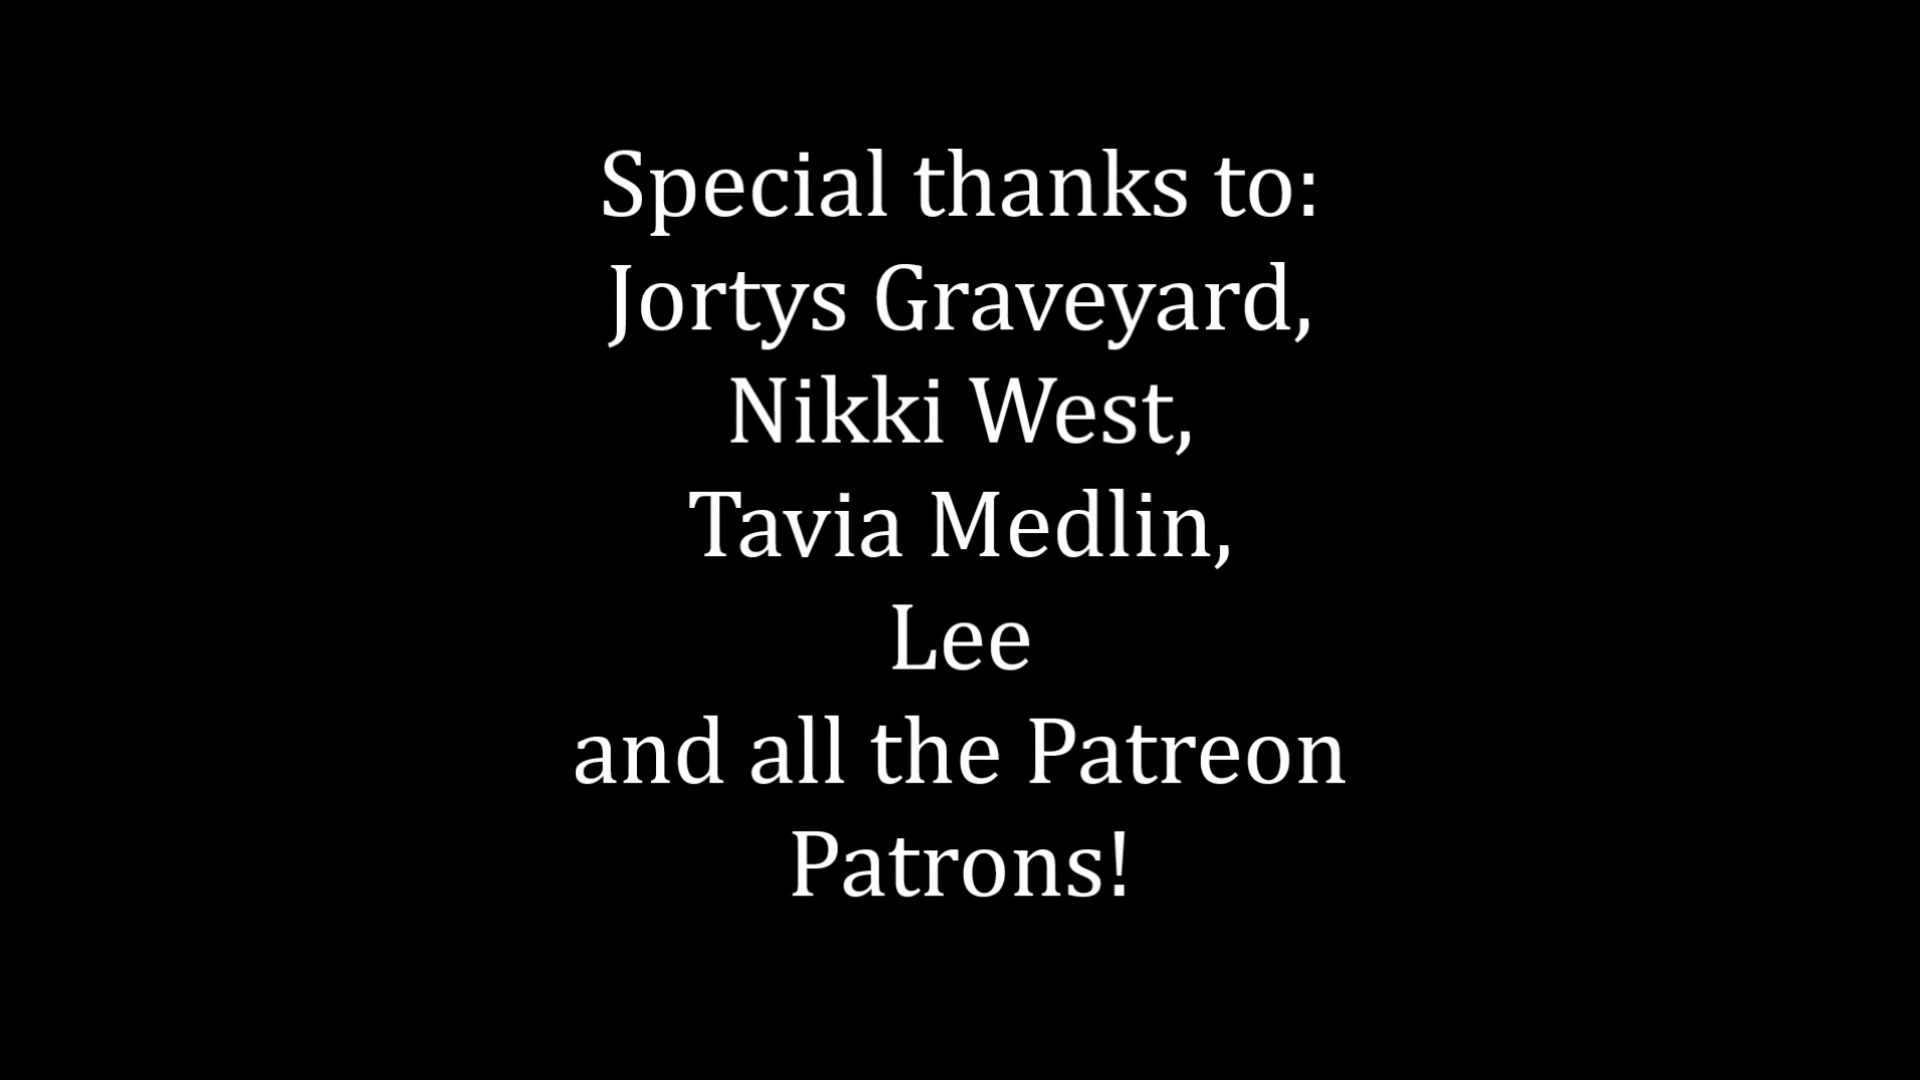 Special thanks to:
Jortys Graveyard,
Nikki West,
Tavia Medlin,
Lee
and all the Patreon
Patrons!